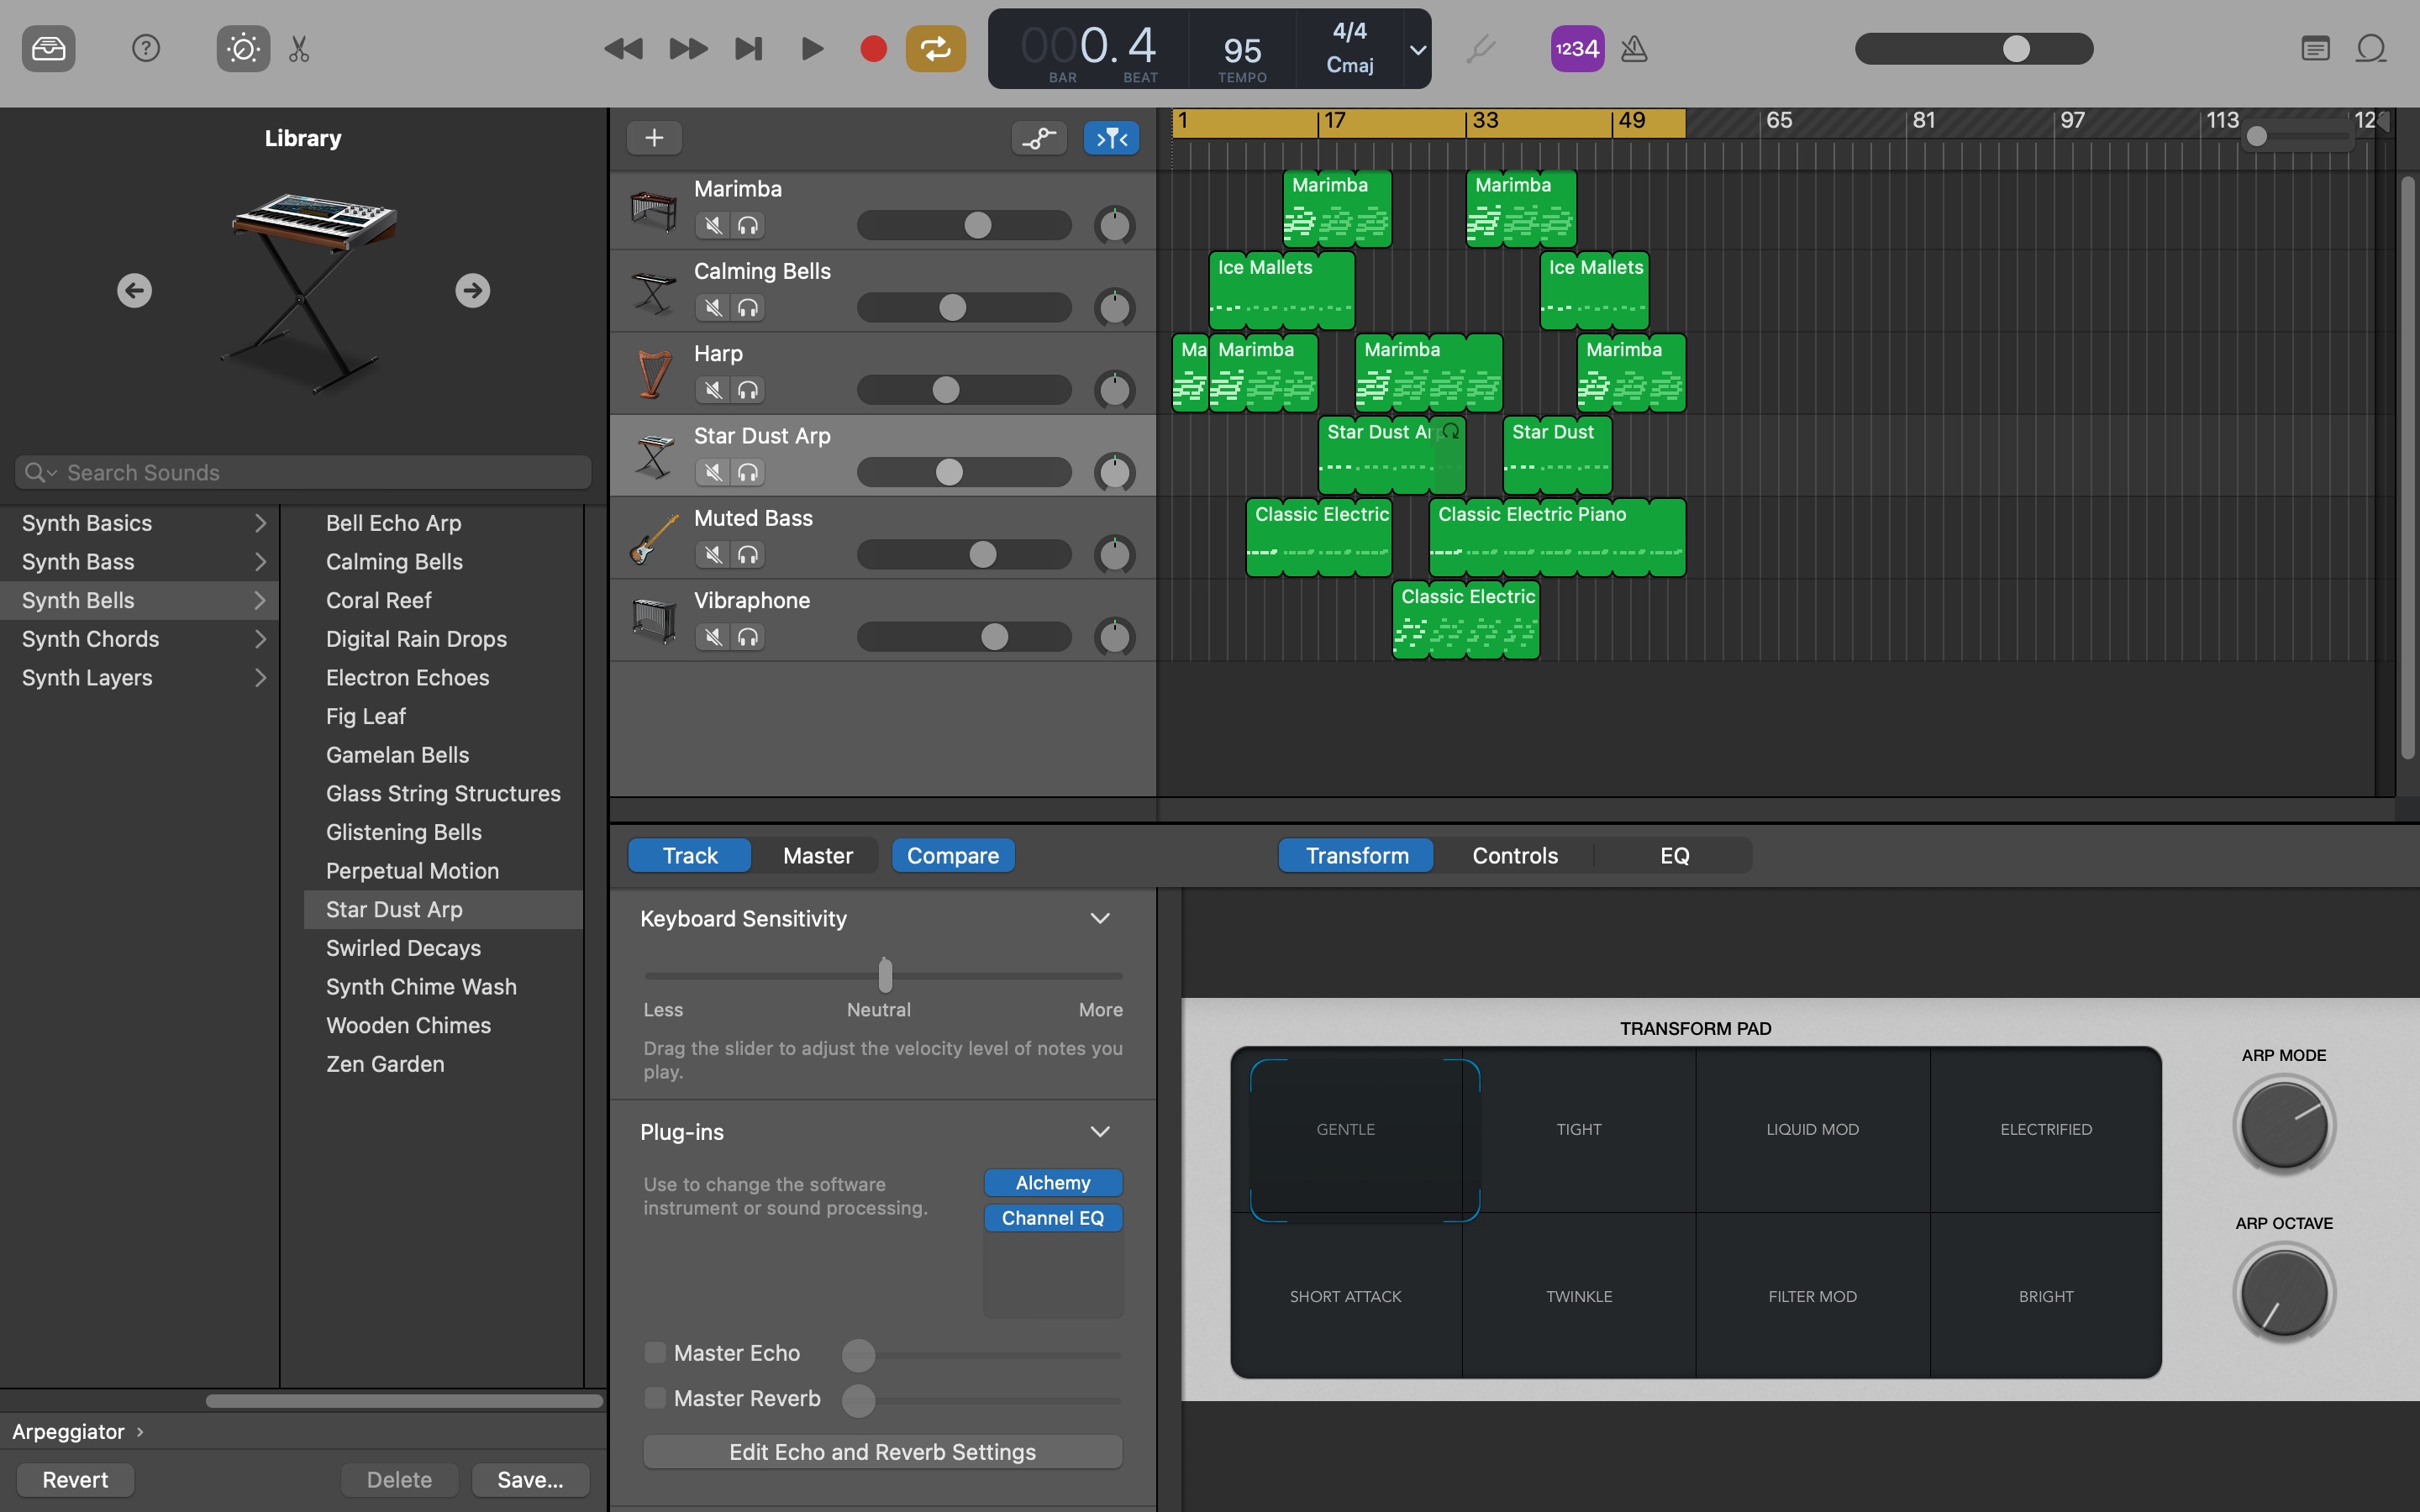 000.4
BAR
BEAT
95
TEMPO
4/4
Cmaj
1234
Library
Search Sounds
Synth Basics
Synth Bass
Synth Bells
Synth Chords
Synth Layers
Bell Echo Arp
Calming Bells
Coral Reef
Digital Rain Drops
Electron Echoes
Fig Leaf
Gamelan Bells
Glass String Structures
Glistening Bells
Perpetual Motion
Star Dust Arp
Swirled Decays
Synth Chime Wash
Wooden Chimes
Zen Garden
Arpeggiator
Revert
Delete
Save...
1 17 33 49 65 81 97 113 12
Marimba
Marimba
Marimba
Calming Bells
Ice Mallets
Ice Mallets
Harp
Ma
Marimba
Marimba
Marimba
Star Dust Arp
Star Dust Ar
Star Dust
Muted Bass
Classic Electric
Classic Electric Piano
Vibraphone
Classic Electric
Track
Master
Compare
Transform
Controls
EQ
Keyboard Sensitivity
Less
Neutral
More
Drag the slider to adjust the velocity level of notes you
play.
Plug-ins
Use to change the software
instrument or sound processing.
Alchemy
Channel EQ
Master Echo
Master Reverb
Edit Echo and Reverb Settings
TRANSFORM PAD
GENTLE
TIGHT
LIQUID MOD
ELECTRIFIED
SHORT ATTACK
TWINKLE
FILTER MOD
BRIGHT
ARP MODE
ARP OCTAVE